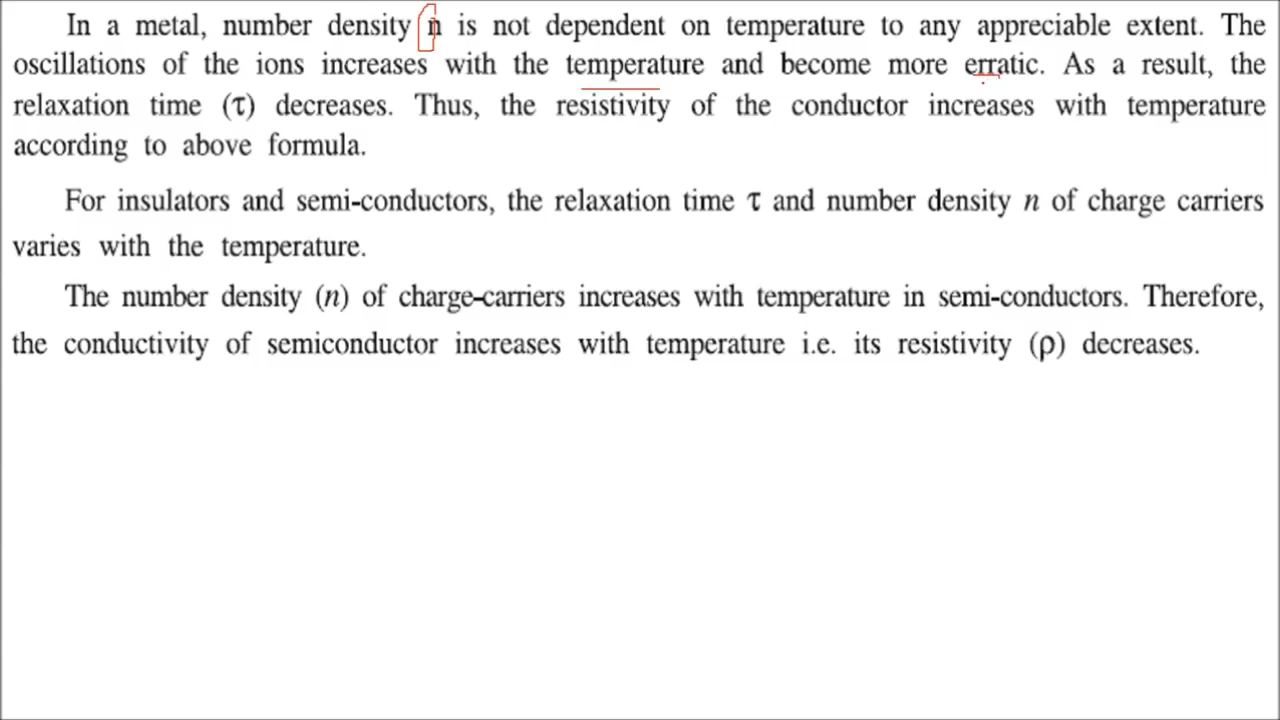 In a metal, number density n is not dependent on temperature to any appreciable extent. The
oscillations of the ions increases with the temperature and become more erratic. As a result, the
relaxation time (τ) decreases. Thus, the resistivity of the conductor increases with temperature
according to above formula.
For insulators and semi-conductors, the relaxation time τ and number density n of charge carriers
varies with the temperature.
The number density (n) of charge-carriers increases with temperature in semi-conductors. Therefore,
the conductivity of semiconductor increases with temperature i.e. its resistivity (ρ) decreases.